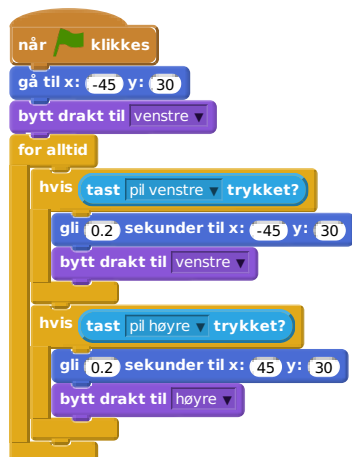 når klikkes
gå til x: -45 y: 30
bytt drakt til venstre
for alltid
hvis tast pil venstre trykket?
gli 0.2 sekunder til x: -45 y: 30
bytt drakt til venstre
hvis tast pil høyre trykket?
gli 0.2 sekunder til x: 45 y: 30
bytt drakt til høyre